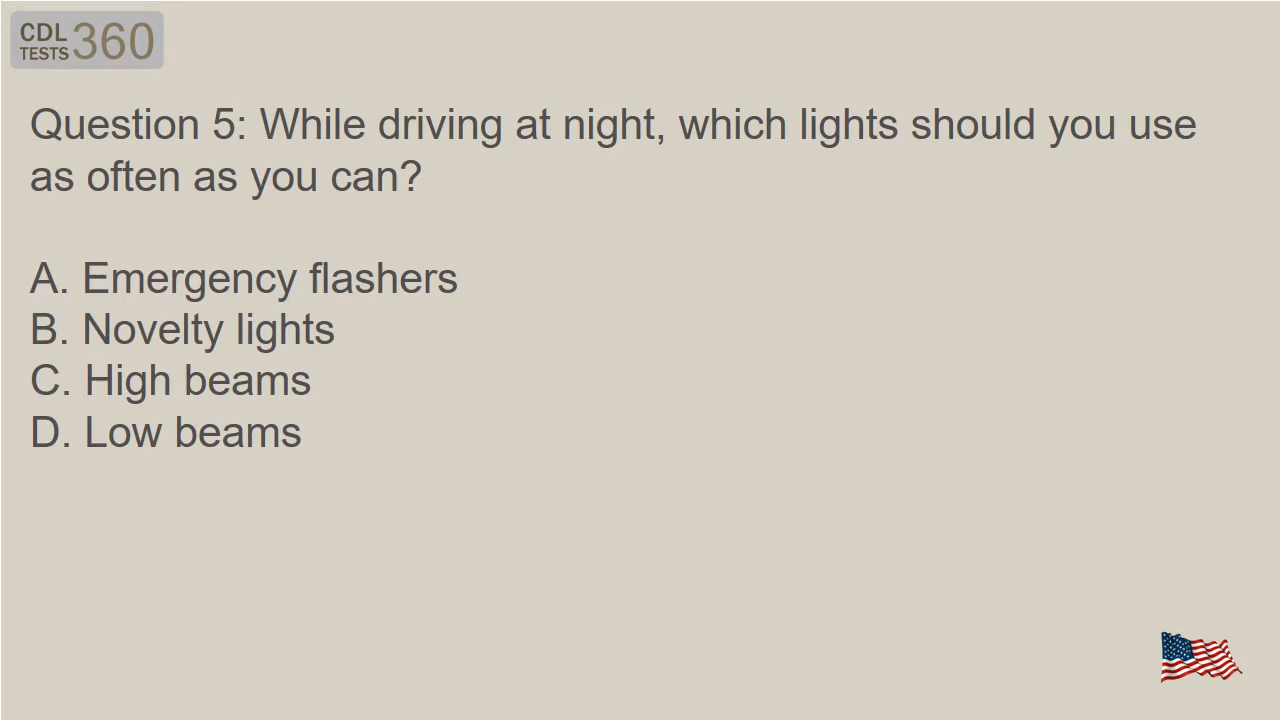 CDL
TESTS 360
Question 5: While driving at night, which lights should you use
as often as you can?
A. Emergency flashers
B. Novelty lights
C. High beams
D. Low beams